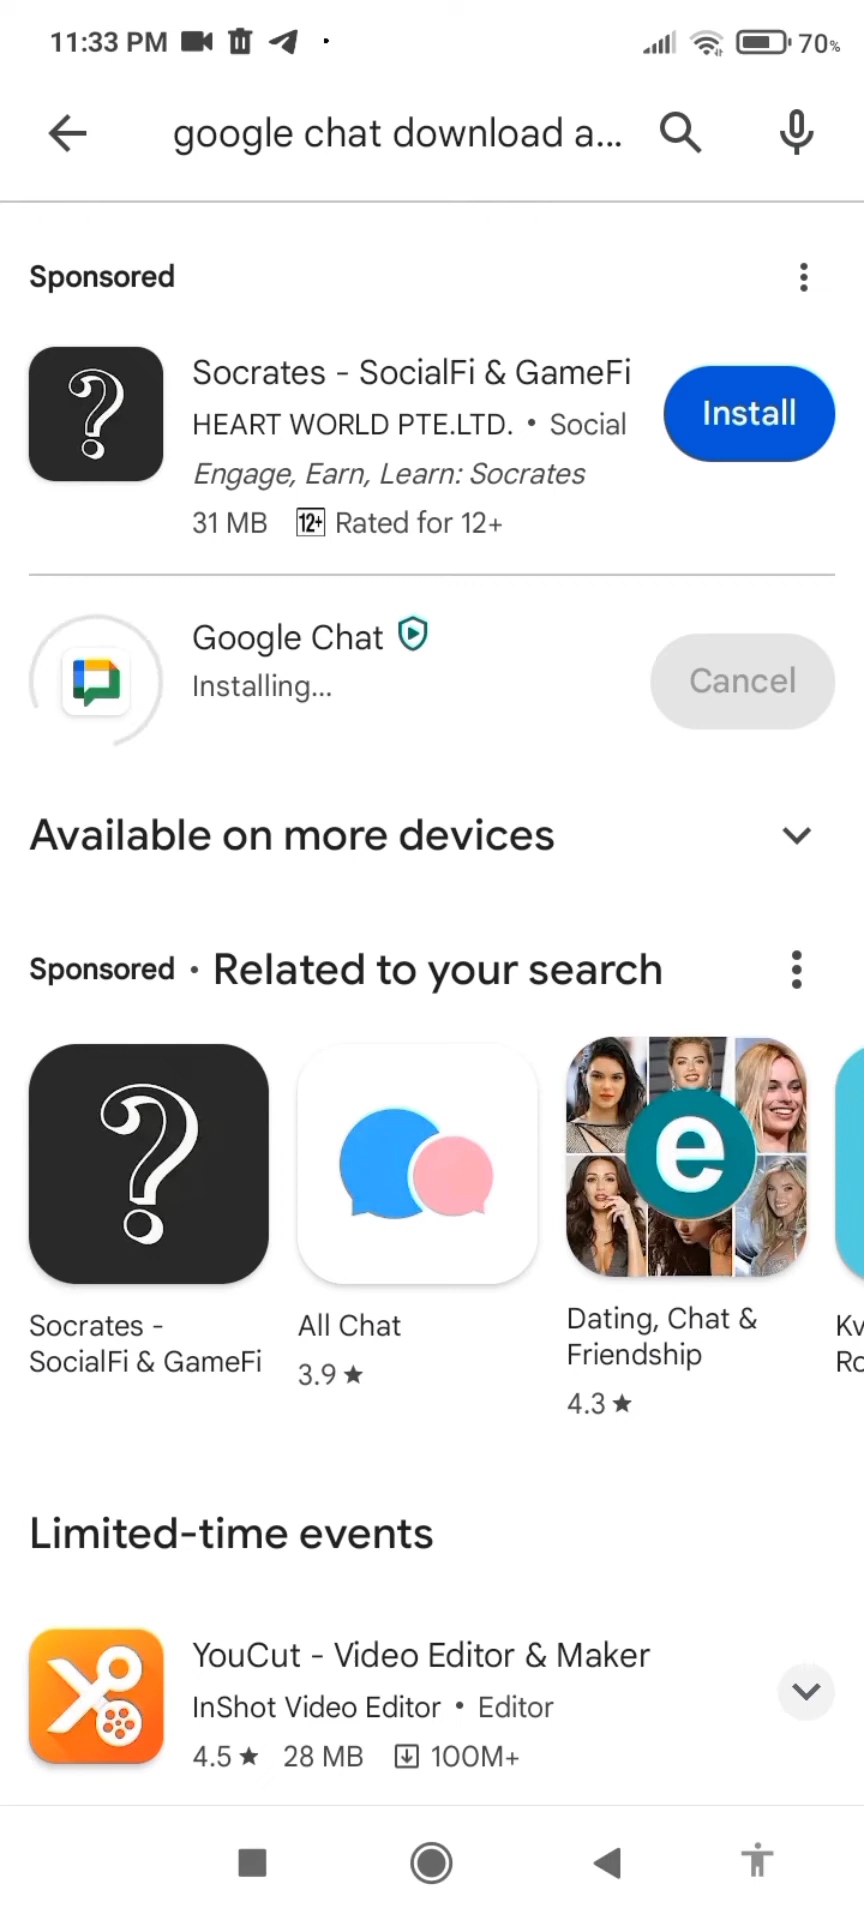 11:33 PM
70%
google chat download a...
Sponsored
?
Socrates - SocialFi & GameFi
HEART WORLD PTE.LTD. • Social
Engage, Earn, Learn: Socrates
31 MB 12+ Rated for 12+
Install
Google Chat
Installing...
Cancel
Available on more devices
Sponsored • Related to your search
?
e
Socrates -
SocialFi & GameFi
All Chat
3.9 ★
Dating, Chat &
Friendship
4.3 ★
Kv
Ro
Limited-time events
YouCut - Video Editor & Maker
InShot Video Editor • Editor
4.5 ★ 28 MB 100M+